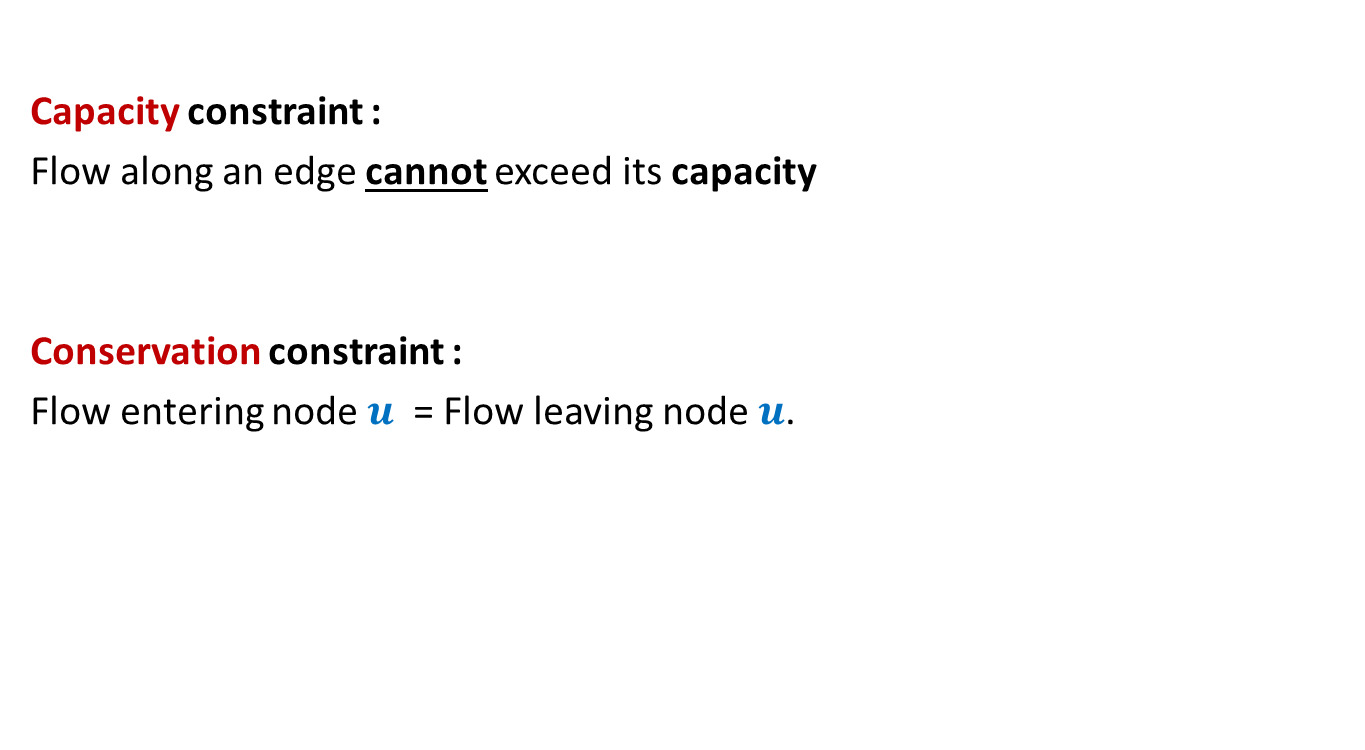 Capacity constraint :
Flow along an edge cannot exceed its capacity
Conservation constraint :
Flow entering node u = Flow leaving node u.